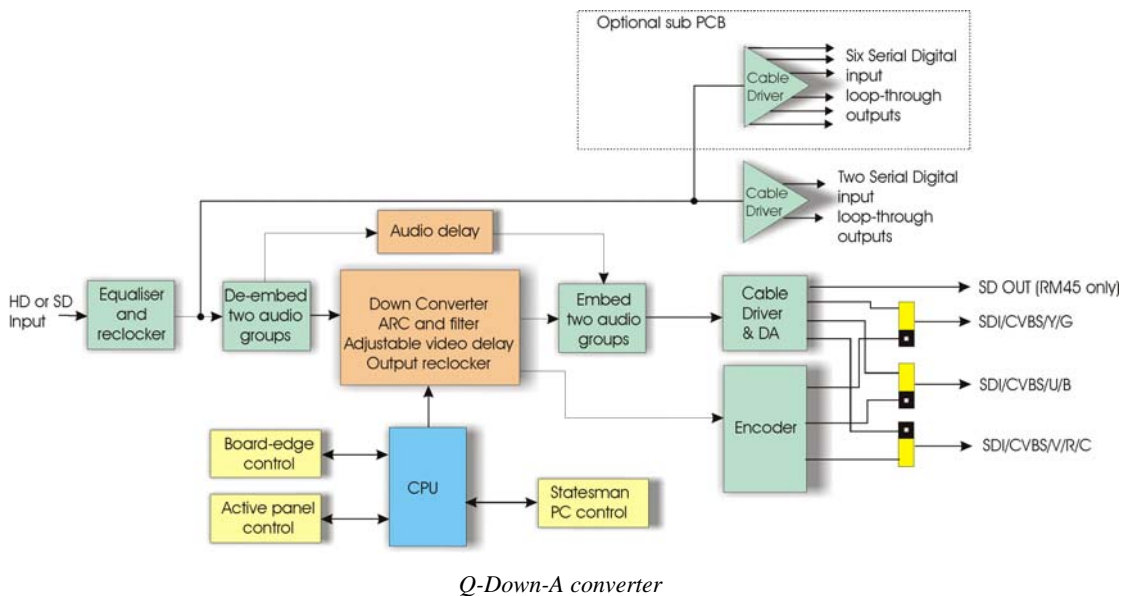 Optional sub PCB
Cable
Driver
Six Serial Digital
input
loop-through
outputs
Cable
Driver
Two Serial Digital
input
loop-through
outputs
Audio delay
HD or SD
Input
Equaliser
and
reclocker
De-embed
two audio
groups
Down Converter
ARC and filter
Adjustable video delay
Output reclocker
Embed
two audio
groups
Cable
Driver
& DA
SD OUT (RM45 only)
SDI/CVBS/Y/G
SDI/CVBS/U/B
SDI/CVBS/V/R/C
Encoder
Board-edge
control
CPU
Active panel
control
Statesman
PC control
Q-Down-A converter